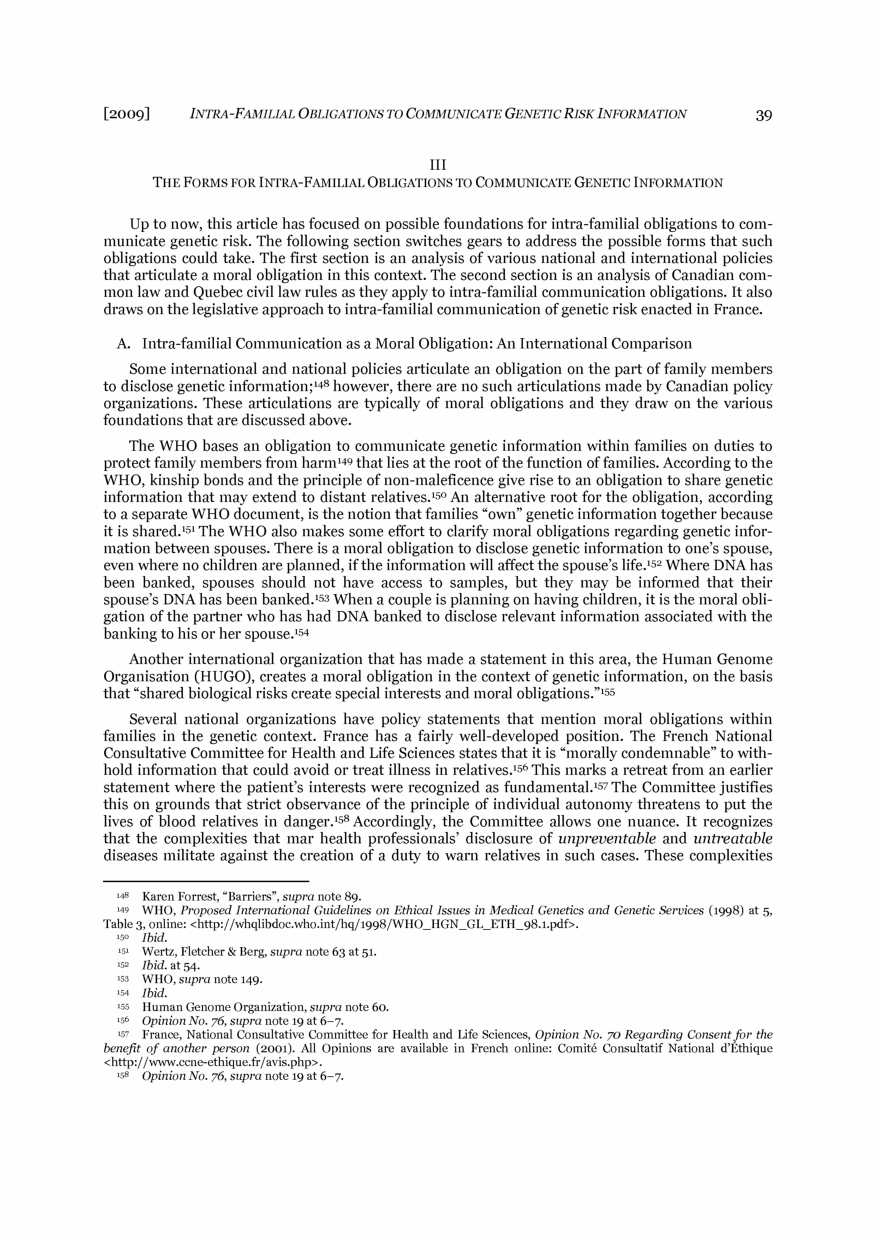 [2009] INTRA-FAMILIAL OBLIGATIONS TO COMMUNICATE GENETIC RISK INFORMATION 39
III
THE FORMS FOR INTRA-FAMILIAL OBLIGATIONS TO COMMUNICATE GENETIC INFORMATION
Up to now, this article has focused on possible foundations for intra-familial obligations to com-
municate genetic risk. The following section switches gears to address the possible forms that such
obligations could take. The first section is an analysis of various national and international policies
that articulate a moral obligation in this context. The second section is an analysis of Canadian com-
mon law and Quebec civil law rules as they apply to intra-familial communication obligations. It also
draws on the legislative approach to intra-familial communication of genetic risk enacted in France.
A. Intra-familial Communication as a Moral Obligation: An International Comparison
Some international and national policies articulate an obligation on the part of family members
to disclose genetic information;148 however, there are no such articulations made by Canadian policy
organizations. These articulations are typically of moral obligations and they draw on the various
foundations that are discussed above.
The WHO bases an obligation to communicate genetic information within families on duties to
protect family members from harm149 that lies at the root of the function of families. According to the
WHO, kinship bonds and the principle of non-maleficence give rise to an obligation to share genetic
information that may extend to distant relatives.150 An alternative root for the obligation, according
to a separate WHO document, is the notion that families “own” genetic information together because
it is shared.151 The WHO also makes some effort to clarify moral obligations regarding genetic infor-
mation between spouses. There is a moral obligation to disclose genetic information to one’s spouse,
even where no children are planned, if the information will affect the spouse’s life.152 Where DNA has
been banked, spouses should not have access to samples, but they may be informed that their
spouse’s DNA has been banked.153 When a couple is planning on having children, it is the moral obli-
gation of the partner who has had DNA banked to disclose relevant information associated with the
banking to his or her spouse.154
Another international organization that has made a statement in this area, the Human Genome
Organisation (HUGO), creates a moral obligation in the context of genetic information, on the basis
that “shared biological risks create special interests and moral obligations.”155
Several national organizations have policy statements that mention moral obligations within
families in the genetic context. France has a fairly well-developed position. The French National
Consultative Committee for Health and Life Sciences states that it is “morally condemnable” to with-
hold information that could avoid or treat illness in relatives.156 This marks a retreat from an earlier
statement where the patient’s interests were recognized as fundamental.157 The Committee justifies
this on grounds that strict observance of the principle of individual autonomy threatens to put the
lives of blood relatives in danger.158 Accordingly, the Committee allows one nuance. It recognizes
that the complexities that mar health professionals’ disclosure of unpreventable and untreatable
diseases militate against the creation of a duty to warn relatives in such cases. These complexities
148 Karen Forrest, “Barriers”, supra note 89.
149 WHO, Proposed International Guidelines on Ethical Issues in Medical Genetics and Genetic Services (1998) at 5,
Table 3, online: <http://whqlibdoc.who.int/hq/1998/WHO_HGN_GL_ETH_98.1.pdf>.
150 Ibid.
151 Wertz, Fletcher & Berg, supra note 63 at 51.
152 Ibid. at 54.
153 WHO, supra note 149.
154 Ibid.
155 Human Genome Organization, supra note 60.
156 Opinion No. 76, supra note 19 at 6–7.
157 France, National Consultative Committee for Health and Life Sciences, Opinion No. 70 Regarding Consent for the
benefit of another person (2001). All Opinions are available in French online: Comité Consultatif National d’Éthique
<http://www.ccne-ethique.fr/avis.php>.
158 Opinion No. 76, supra note 19 at 6–7.